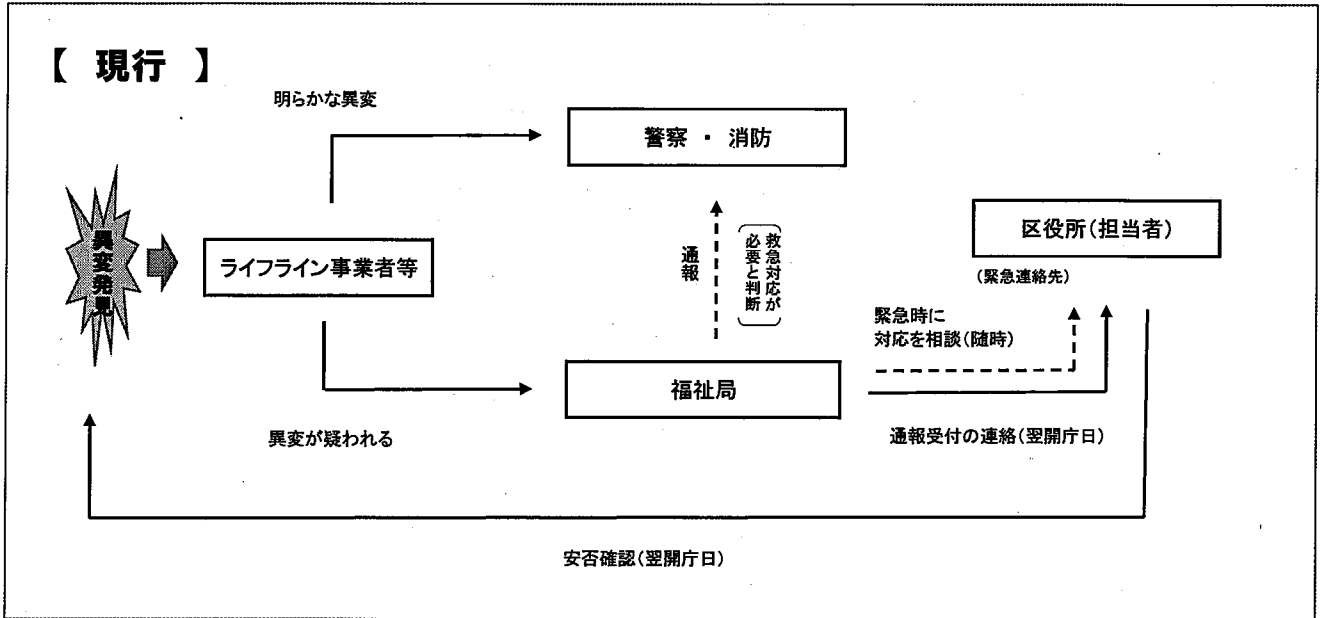 【 現行 】
明らかな異変
警察 ・ 消防
異変発見
ライフライン事業者等
通報
救急対応が
必要と判断
区役所(担当者)
(緊急連絡先)
緊急時に
対応を相談(随時)
福祉局
異変が疑われる
通報受付の連絡(翌開庁日)
安否確認(翌開庁日)